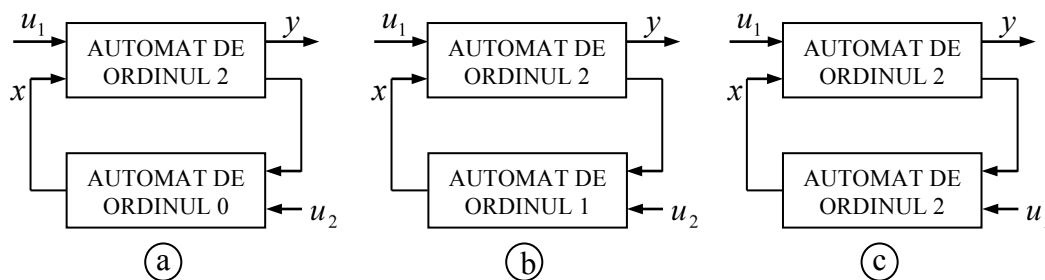 u1
y
AUTOMAT DE
ORDINUL 2
x
AUTOMAT DE
ORDINUL 0
u2
a
u1
y
AUTOMAT DE
ORDINUL 2
x
AUTOMAT DE
ORDINUL 1
u2
b
u1
y
AUTOMAT DE
ORDINUL 2
x
AUTOMAT DE
ORDINUL 2
u
c